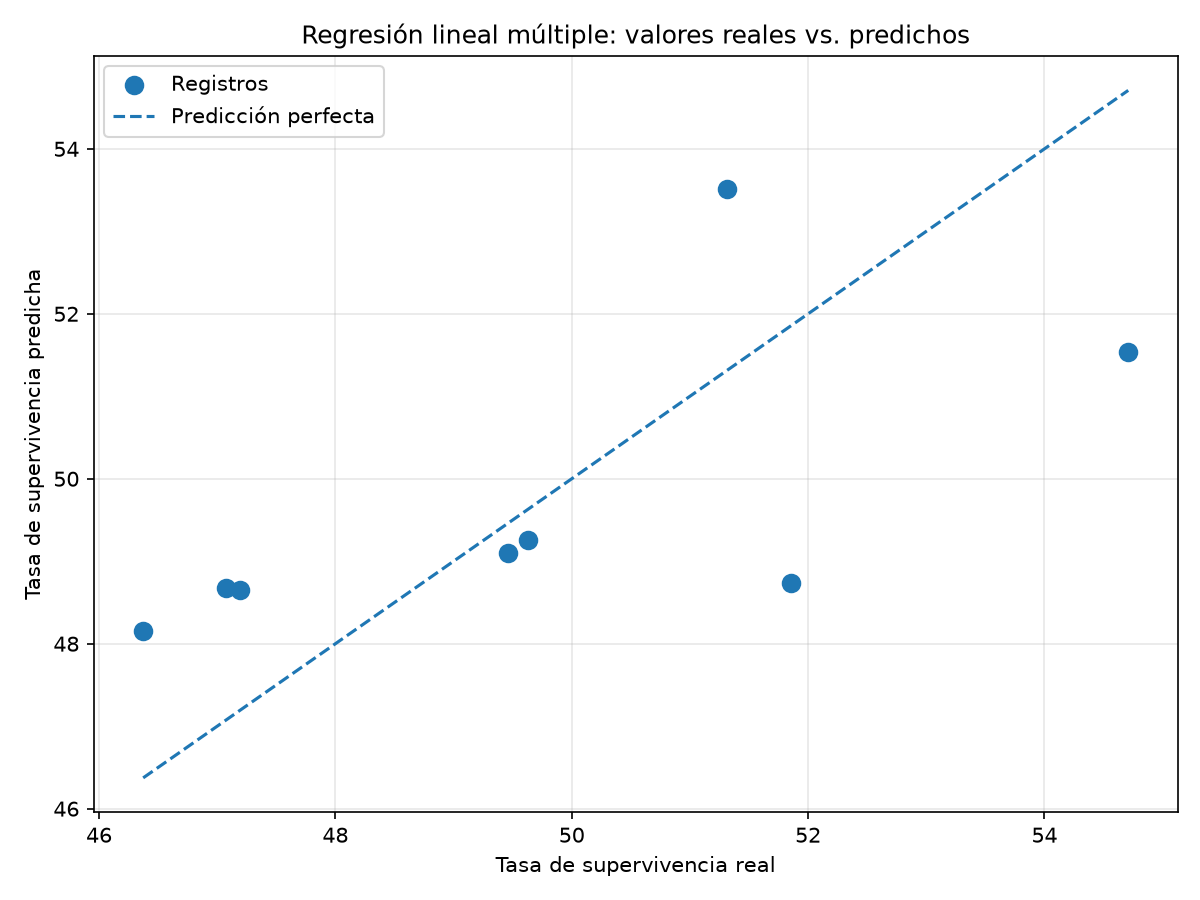 Regresión lineal múltiple: valores reales vs. predichos
Registros
Predicción perfecta
54
52
50
48
46
Tasa de supervivencia predicha
46
48
50
52
54
Tasa de supervivencia real